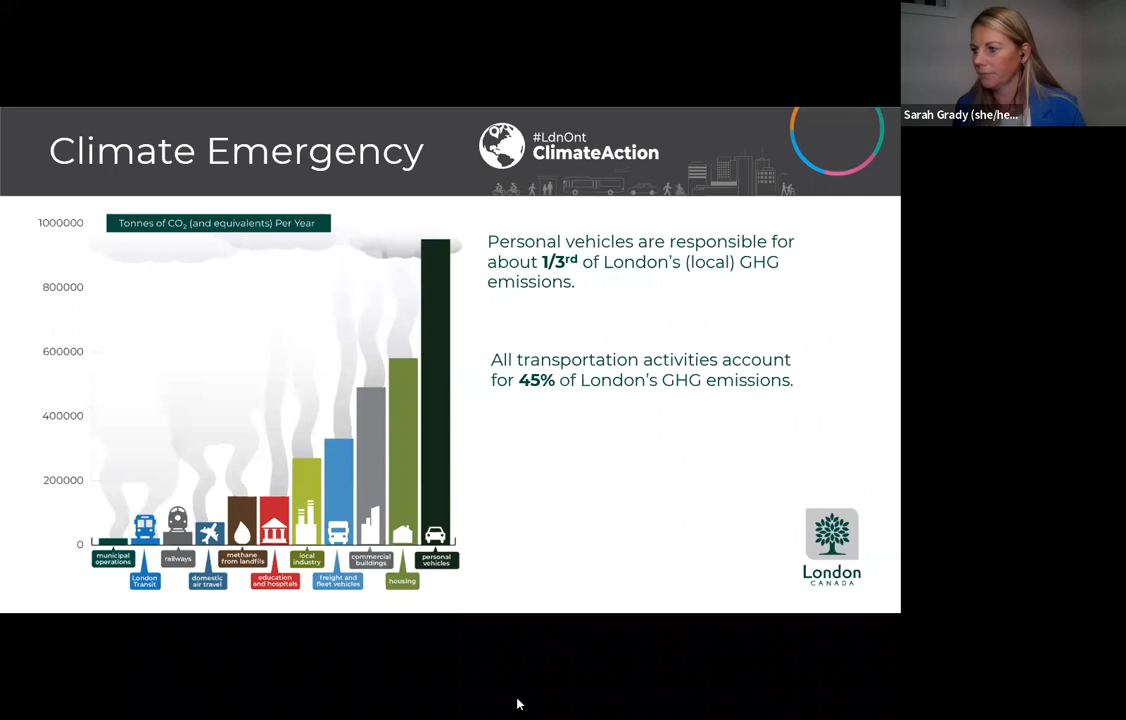 Sarah Grady (she/he...
Climate Emergency
#LdnOnt
ClimateAction
Tonnes of CO₂ (and equivalents) Per Year
1000000
800000
600000
400000
200000
0
municipal
operations
London
Transit
railways
domestic
air travel
methane
from landfils
education
and hospitals
local
industry
freight and
fleet vehicles
commercial
buildings
housing
personal
vehicles
Personal vehicles are responsible for
about 1/3ʳᵈ of London's (local) GHG
emissions.
All transportation activities account
for 45% of London's GHG emissions.
London
CANADA